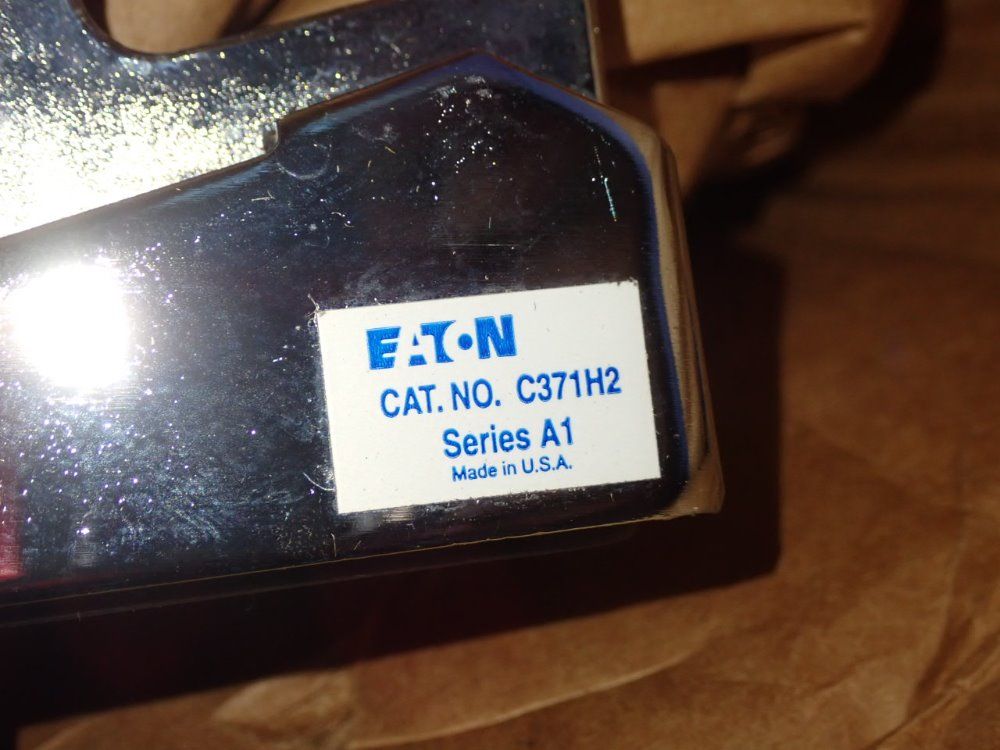 EATON
CAT. NO. C371H2
Series A1
Made in U.S.A.